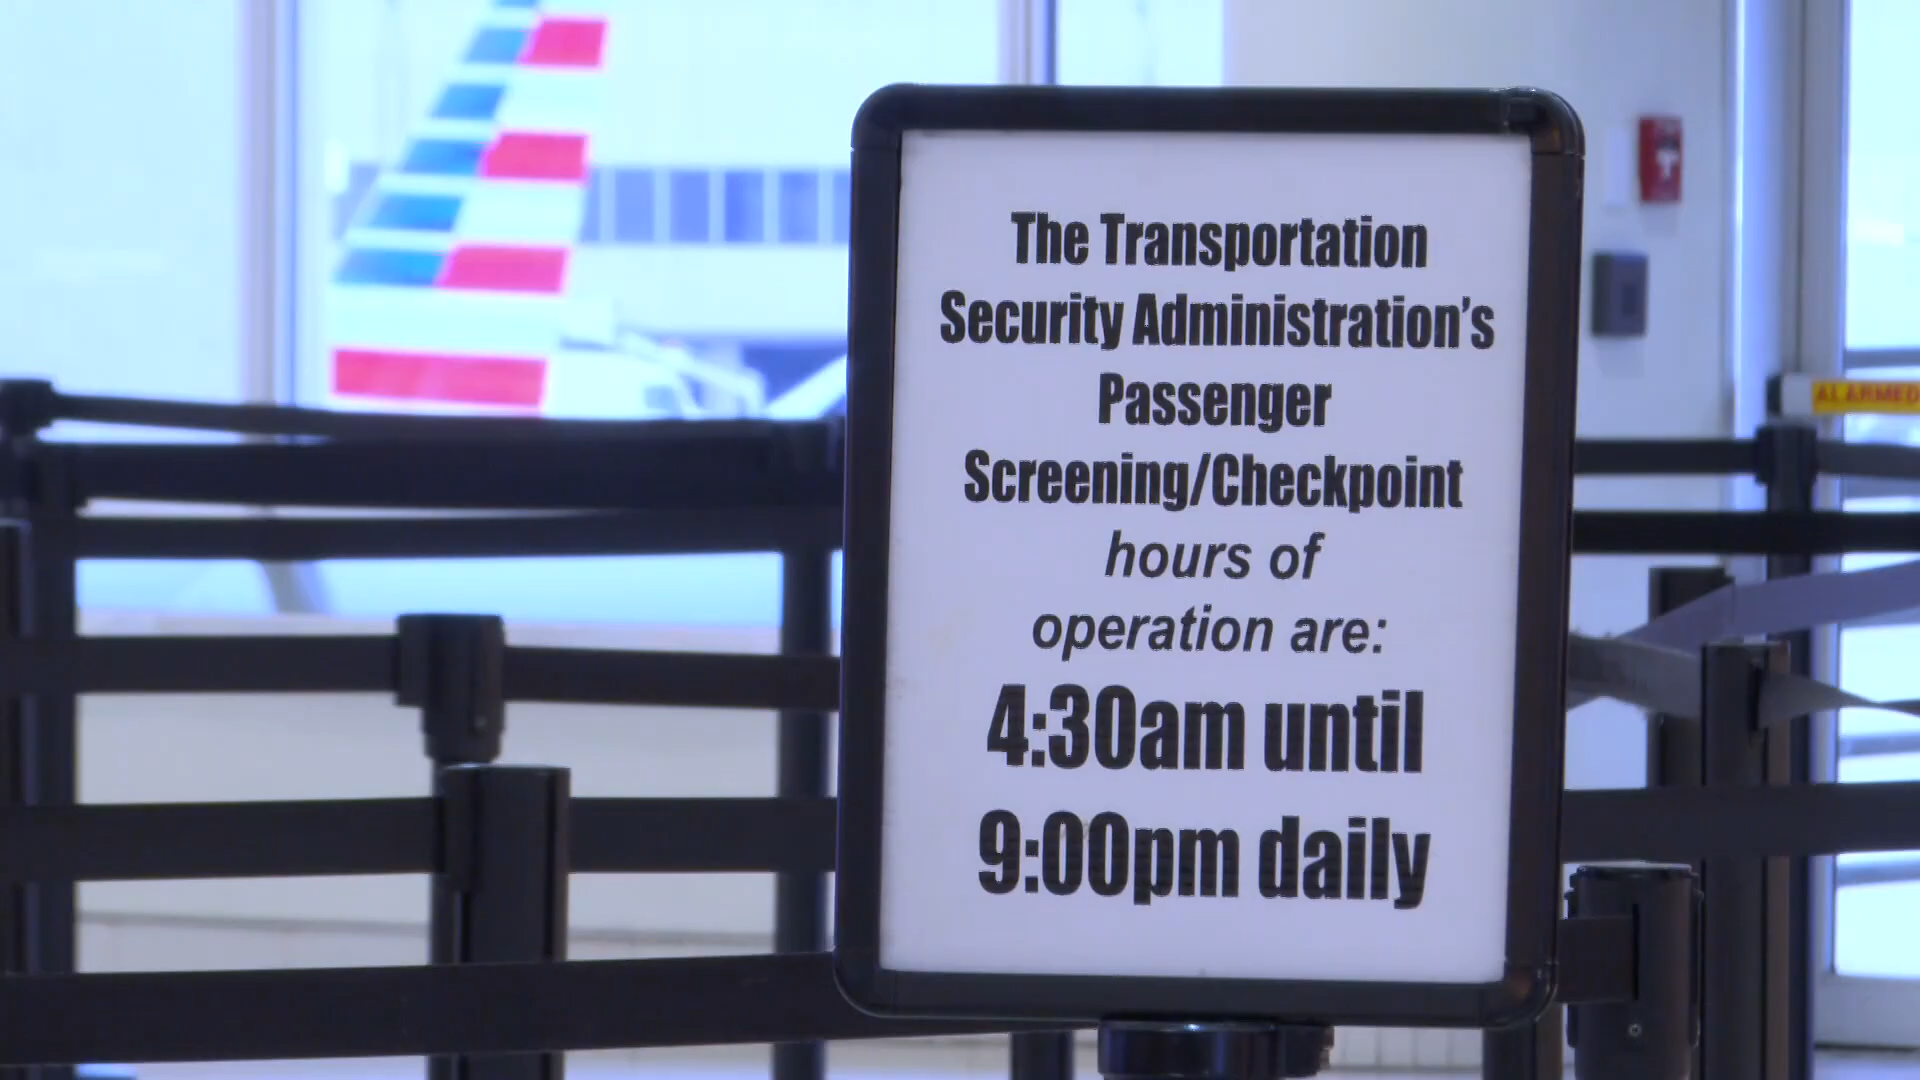 The Transportation
Security Administration's
Passenger
Screening/Checkpoint
hours of
operation are:
4:30am until
9:00pm daily
ALARMED